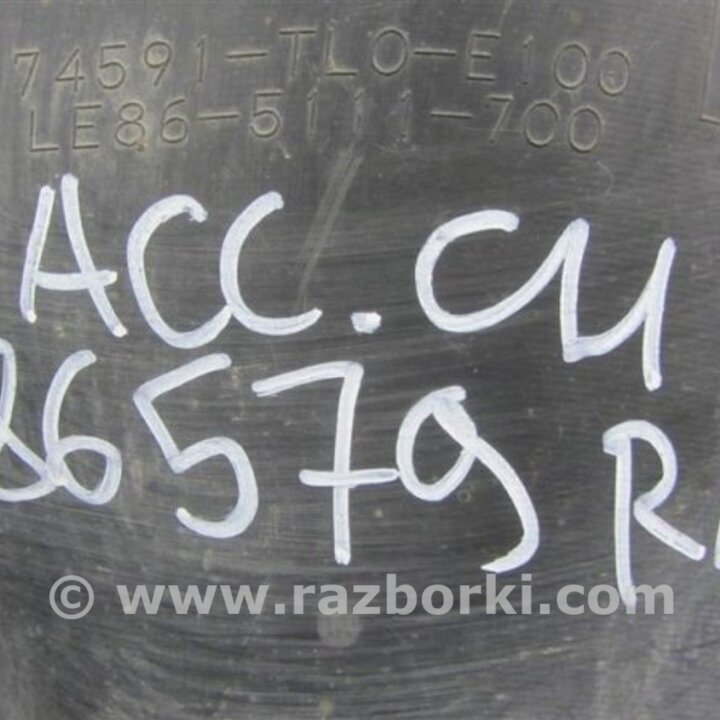 74591-TL0-E100
LE86-5111-700
ACC. CU
86579 R
© www.razborki.com